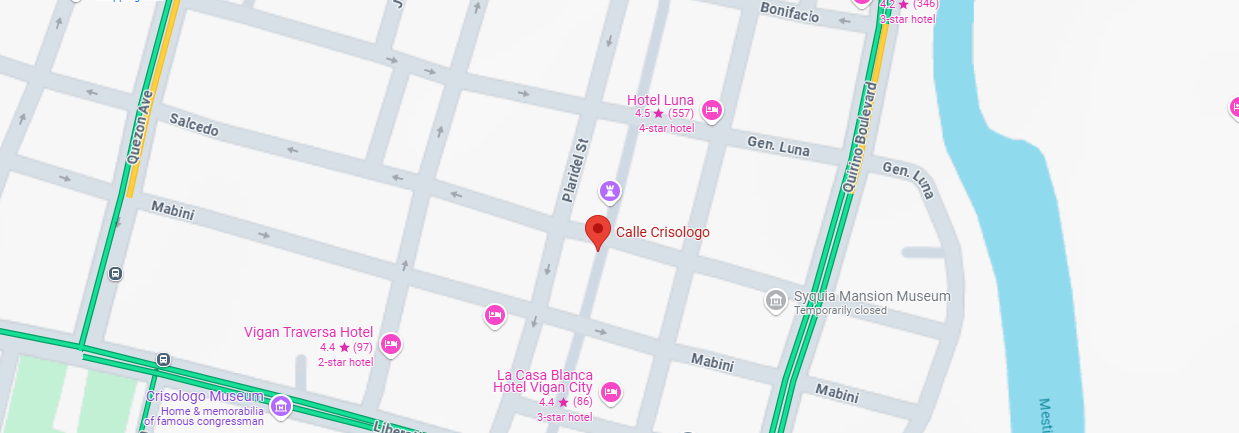 Bonifacio
4.2 ★ (346)
3-star hotel
Quezon Ave
Salcedo
Hotel Luna
4.5 ★ (557)
4-star hotel
Plaridel St
Gen. Luna
Quirino Boulevard
Gen. Luna
Mabini
Calle Crisologo
Syquia Mansion Museum
Temporarily closed
Vigan Traversa Hotel
4.4 ★ (97)
2-star hotel
Mabini
La Casa Blanca
Hotel Vigan City
4.4 ★ (86)
3-star hotel
Mabini
Crisologo Museum
Home & memorabilia
of famous congressman